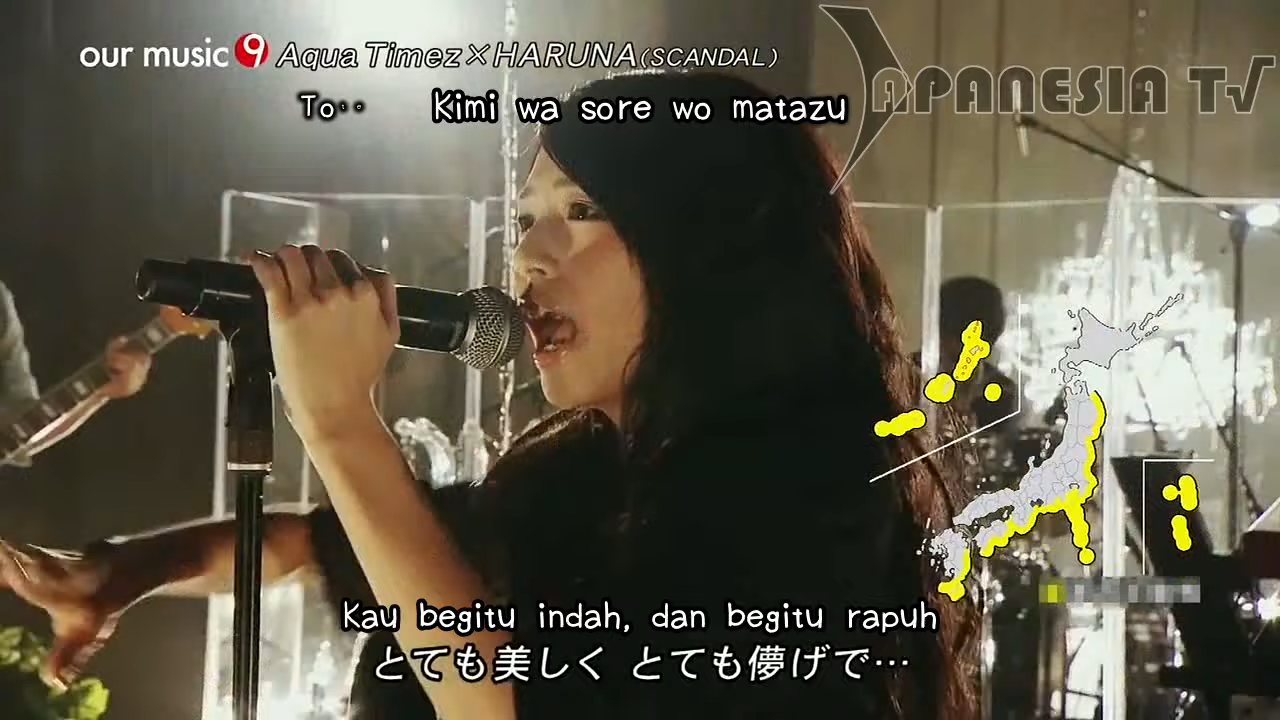 our music 9 Aqua Timez×HARUNA(SCANDAL)
JAPANESIA TV
To‥ Kimi wa sore wo matazu
Kau begitu indah, dan begitu rapuh
とても美しく とても儚げで…